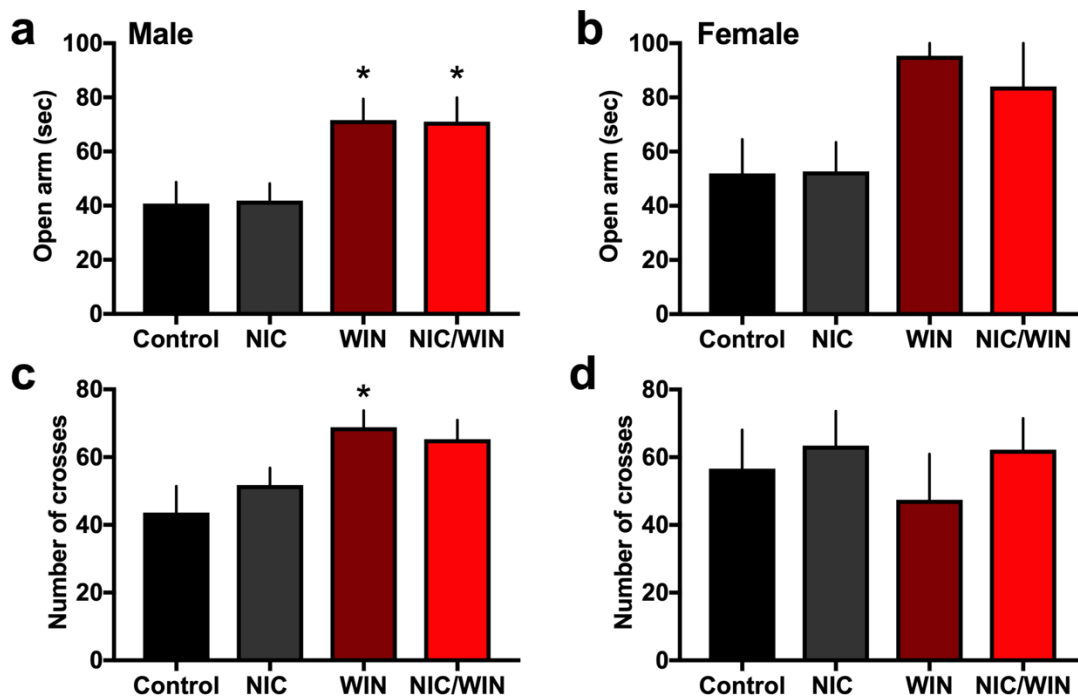 a Male
100
80
60
40
20
0
Open arm (sec)
* *
Control NIC WIN NIC/WIN
b Female
100
80
60
40
20
0
Open arm (sec)
Control NIC WIN NIC/WIN
c
80
60
40
20
0
Number of crosses
*
Control NIC WIN NIC/WIN
d
80
60
40
20
0
Number of crosses
Control NIC WIN NIC/WIN